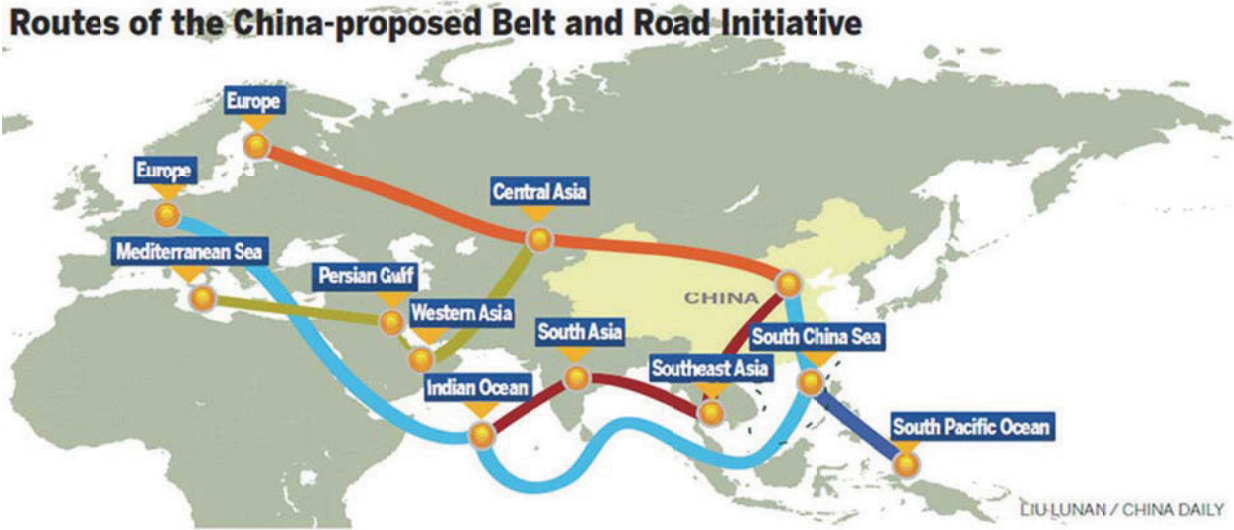 Routes of the China-proposed Belt and Road Initiative
Europe
Europe
Central Asia
Mediterranean Sea
Persian Gulf
Western Asia
CHINA
South Asia
South China Sea
Southeast Asia
Indian Ocean
South Pacific Ocean
LIU LUNAN / CHINA DAILY